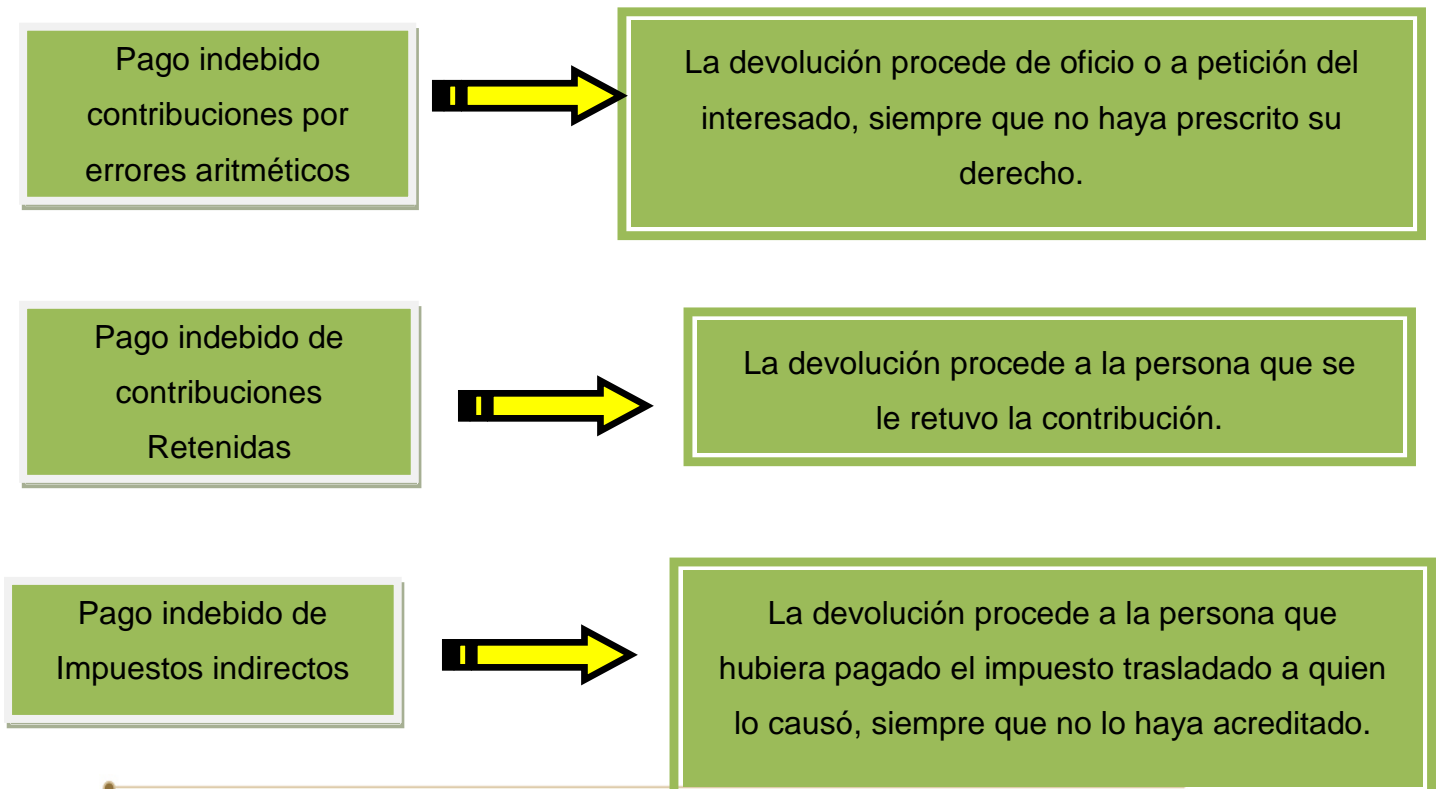 Pago indebido
contribuciones por
errores aritméticos
La devolución procede de oficio o a petición del
interesado, siempre que no haya prescrito su
derecho.
Pago indebido de
contribuciones
Retenidas
La devolución procede a la persona que se
le retuvo la contribución.
Pago indebido de
Impuestos indirectos
La devolución procede a la persona que
hubiera pagado el impuesto trasladado a quien
lo causó, siempre que no lo haya acreditado.